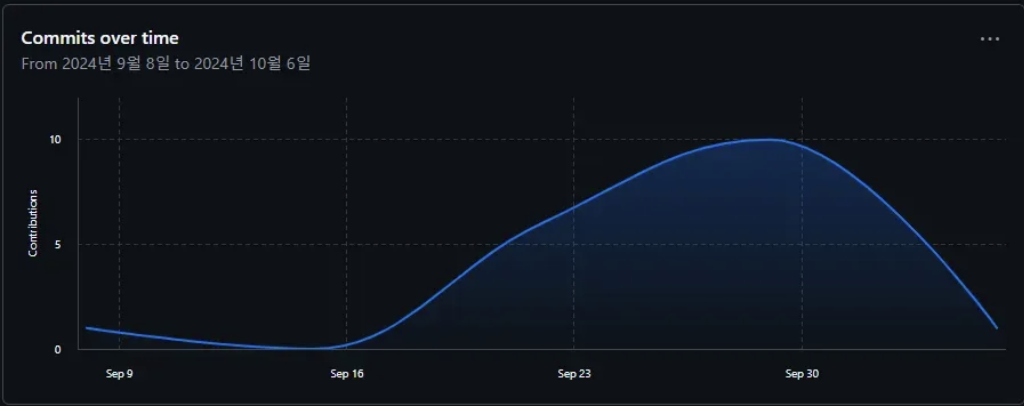 Commits over time
From 2024년 9월 8일 to 2024년 10월 6일
10
Contributions
5
0
Sep 9 Sep 16 Sep 23 Sep 30